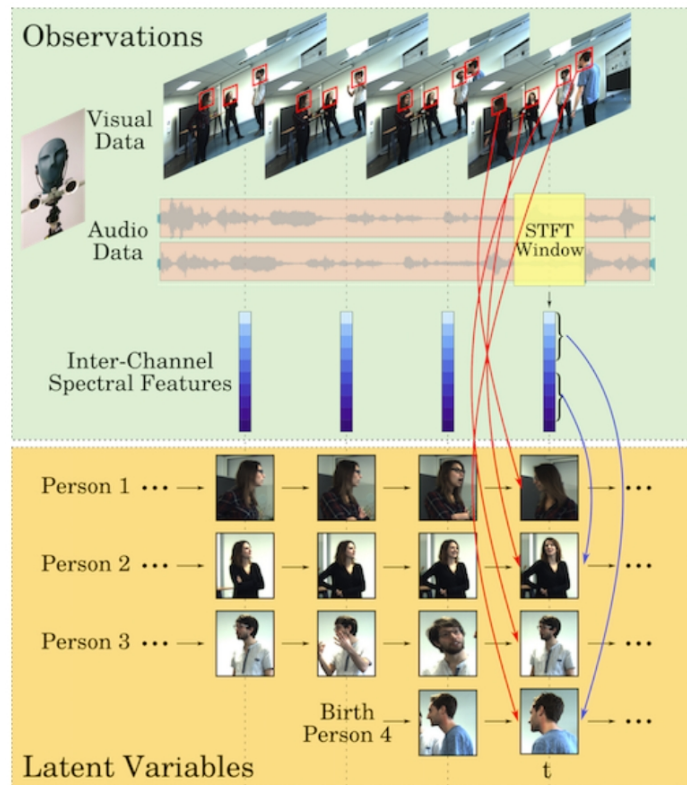 Observations
Visual
Data
Audio
Data
STFT
Window
Inter-Channel
Spectral Features
Person 1
Person 2
Person 3
Birth
Person 4
Latent Variables
t